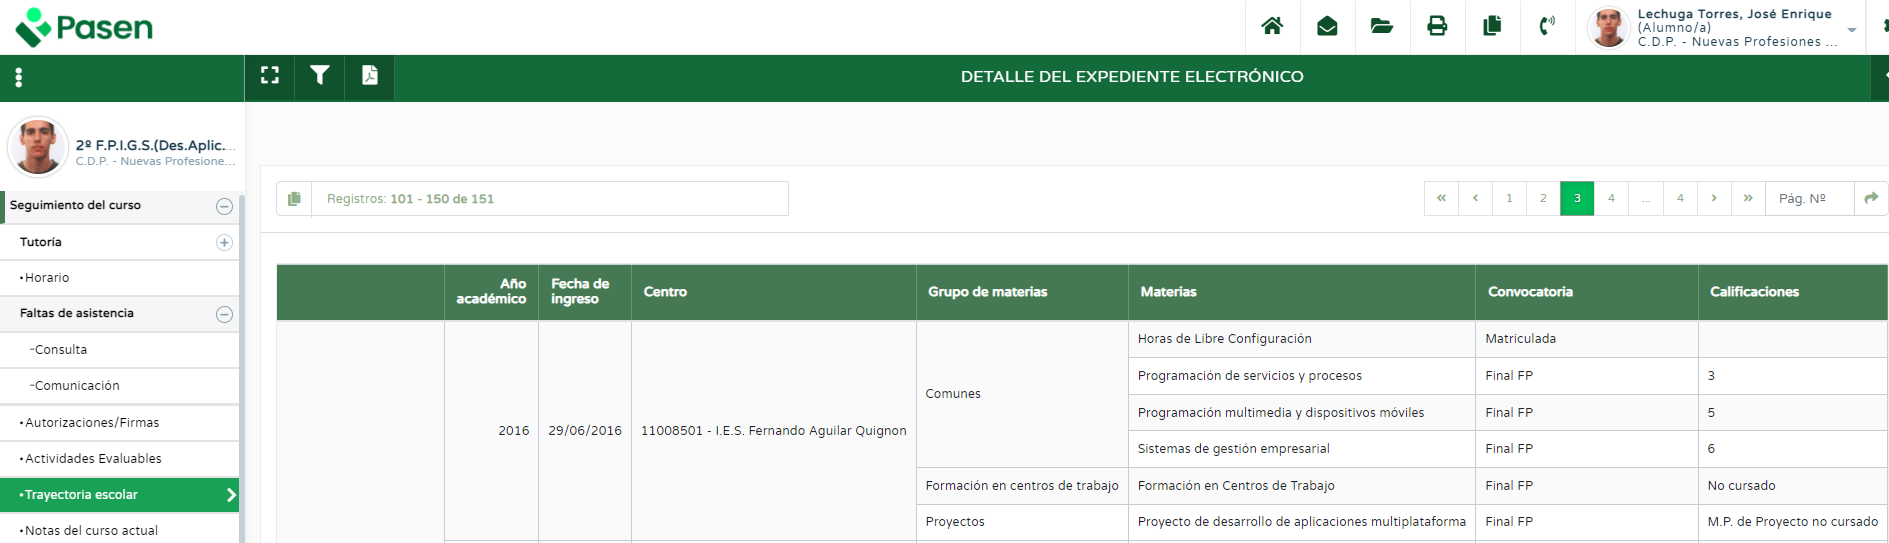 Pasen
Lechuga Torres, José Enrique
(Alumno/a)
C.D.P. - Nuevas Profesiones ...
DETALLE DEL EXPEDIENTE ELECTRÓNICO
2º F.P.I.G.S.(Des.Aplic....
C.D.P. - Nuevas Profesione...
Seguimiento del curso
Tutoría
•Horario
Faltas de asistencia
-Consulta
-Comunicación
•Autorizaciones/Firmas
•Actividades Evaluables
•Trayectoria escolar
•Notas del curso actual
Registros: 101 - 150 de 151
« ‹ 1 2 3 4 ... 4 › » Pág. Nº
Año académico Fecha de ingreso Centro Grupo de materias Materias Convocatoria Calificaciones
2016 29/06/2016 11008501 - I.E.S. Fernando Aguilar Quignon
Comunes
Horas de Libre Configuración Matriculada
Programación de servicios y procesos Final FP 3
Programación multimedia y dispositivos móviles Final FP 5
Sistemas de gestión empresarial Final FP 6
Formación en centros de trabajo Formación en Centros de Trabajo Final FP No cursado
Proyectos Proyecto de desarrollo de aplicaciones multiplataforma Final FP M.P. de Proyecto no cursado